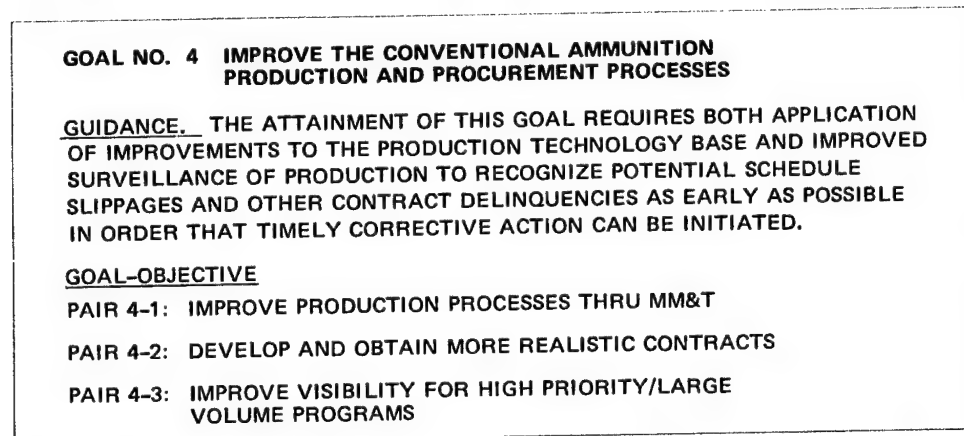 GOAL NO. 4 IMPROVE THE CONVENTIONAL AMMUNITION
PRODUCTION AND PROCUREMENT PROCESSES
GUIDANCE. THE ATTAINMENT OF THIS GOAL REQUIRES BOTH APPLICATION
OF IMPROVEMENTS TO THE PRODUCTION TECHNOLOGY BASE AND IMPROVED
SURVEILLANCE OF PRODUCTION TO RECOGNIZE POTENTIAL SCHEDULE
SLIPPAGES AND OTHER CONTRACT DELINQUENCIES AS EARLY AS POSSIBLE
IN ORDER THAT TIMELY CORRECTIVE ACTION CAN BE INITIATED.
GOAL-OBJECTIVE
PAIR 4-1: IMPROVE PRODUCTION PROCESSES THRU MM&T
PAIR 4-2: DEVELOP AND OBTAIN MORE REALISTIC CONTRACTS
PAIR 4-3: IMPROVE VISIBILITY FOR HIGH PRIORITY/LARGE
VOLUME PROGRAMS